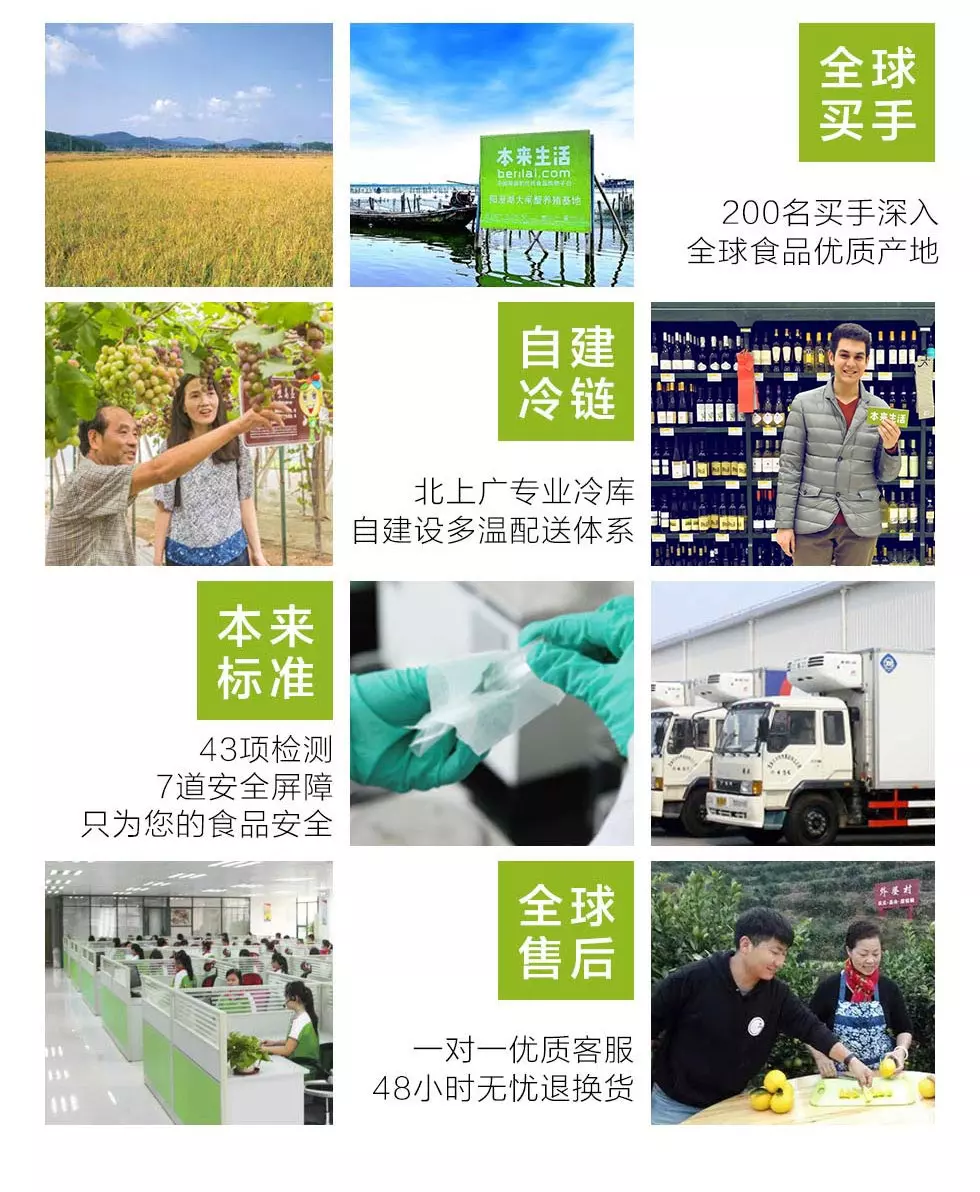 全球
买手
本来生活
benlai.com
阳澄湖大闸蟹养殖基地
200名买手深入
全球食品优质产地
自建
冷链
北上广专业冷库
自建设多温配送体系
本来生活
本来
标准
43项检测
7道安全屏障
只为您的食品安全
全球
售后
外婆村
一对一优质客服
48小时无忧退换货